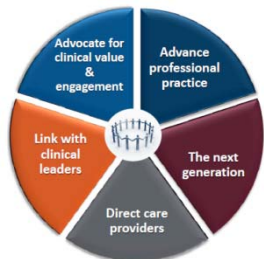 Advocate for
clinical value
&
engagement
Advance
professional
practice
The next
generation
Direct care
providers
Link with
clinical
leaders